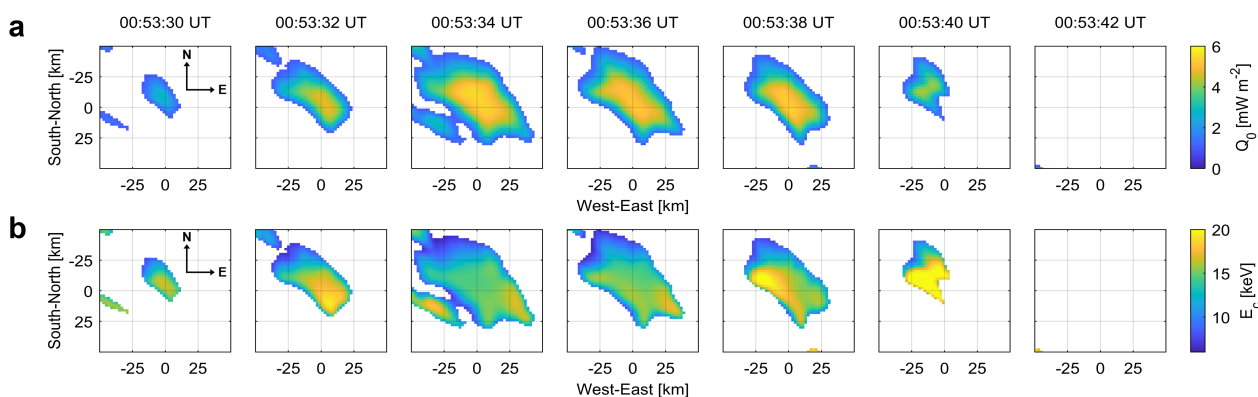 a
00:53:30 UT 00:53:32 UT 00:53:34 UT 00:53:36 UT 00:53:38 UT 00:53:40 UT 00:53:42 UT
South-North [km]
-25
0
25
N
E
-25 0 25 -25 0 25 -25 0 25 -25 0 25 -25 0 25 -25 0 25 -25 0 25
West-East [km]
6
4
2
0
Q0 [mW m-2]
b
South-North [km]
-25
0
25
N
E
-25 0 25 -25 0 25 -25 0 25 -25 0 25 -25 0 25 -25 0 25 -25 0 25
West-East [km]
20
15
10
Ec [keV]